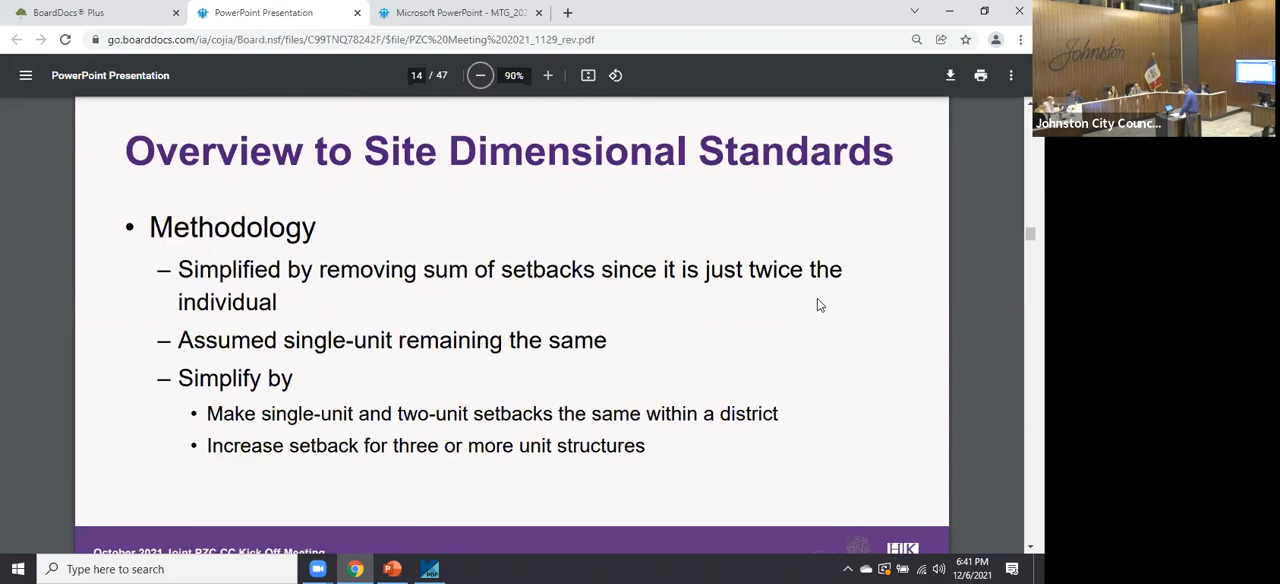 BoardDocs® Plus
PowerPoint Presentation
Microsoft PowerPoint - MTG_202
go.boarddocs.com/ia/cojia/Board.nsf/files/C99TNQ78242F/$file/PZC%20Meeting%202021_1129_rev.pdf
PowerPoint Presentation
14 / 47
90%
Johnston
Johnston City Counc...
Overview to Site Dimensional Standards
• Methodology
– Simplified by removing sum of setbacks since it is just twice the
individual
– Assumed single-unit remaining the same
– Simplify by
• Make single-unit and two-unit setbacks the same within a district
• Increase setback for three or more unit structures
October 2021 Joint PZC CC Kick Off Meeting
HK
Type here to search
6:41 PM
12/6/2021